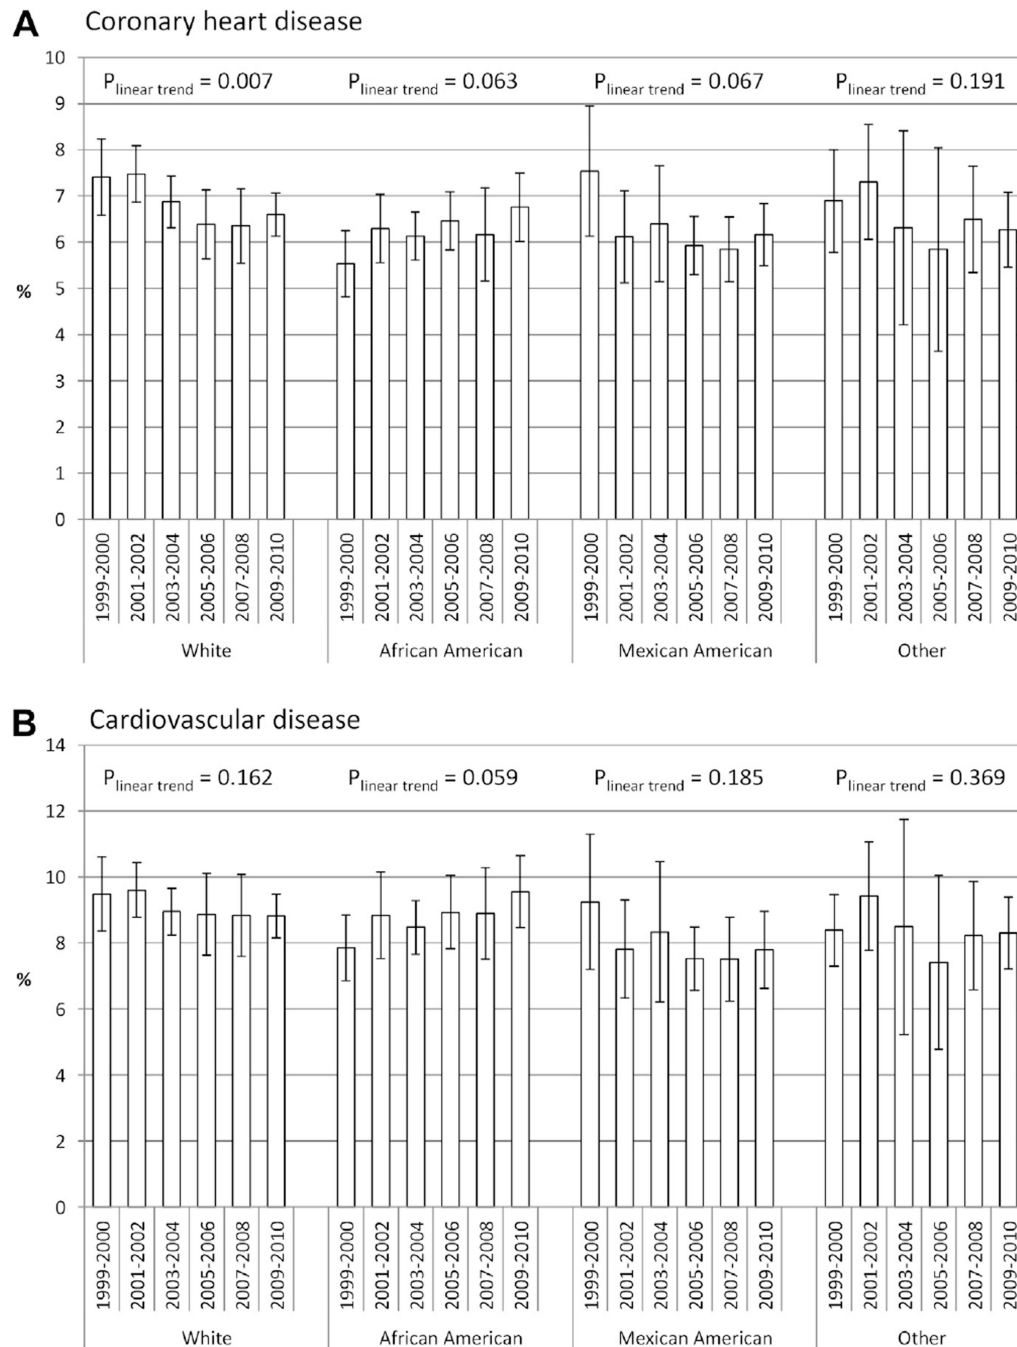 A Coronary heart disease
10
P linear trend = 0.007 P linear trend = 0.063 P linear trend = 0.067 P linear trend = 0.191
9
8
7
6
5
%
4
3
2
1
0
1999-2000 2001-2002 2003-2004 2005-2006 2007-2008 2009-2010 1999-2000 2001-2002 2003-2004 2005-2006 2007-2008 2009-2010 1999-2000 2001-2002 2003-2004 2005-2006 2007-2008 2009-2010 1999-2000 2001-2002 2003-2004 2005-2006 2007-2008 2009-2010
White African American Mexican American Other
B Cardiovascular disease
14
P linear trend = 0.162 P linear trend = 0.059 P linear trend = 0.185 P linear trend = 0.369
12
10
8
%
6
4
2
0
1999-2000 2001-2002 2003-2004 2005-2006 2007-2008 2009-2010 1999-2000 2001-2002 2003-2004 2005-2006 2007-2008 2009-2010 1999-2000 2001-2002 2003-2004 2005-2006 2007-2008 2009-2010 1999-2000 2001-2002 2003-2004 2005-2006 2007-2008 2009-2010
White African American Mexican American Other